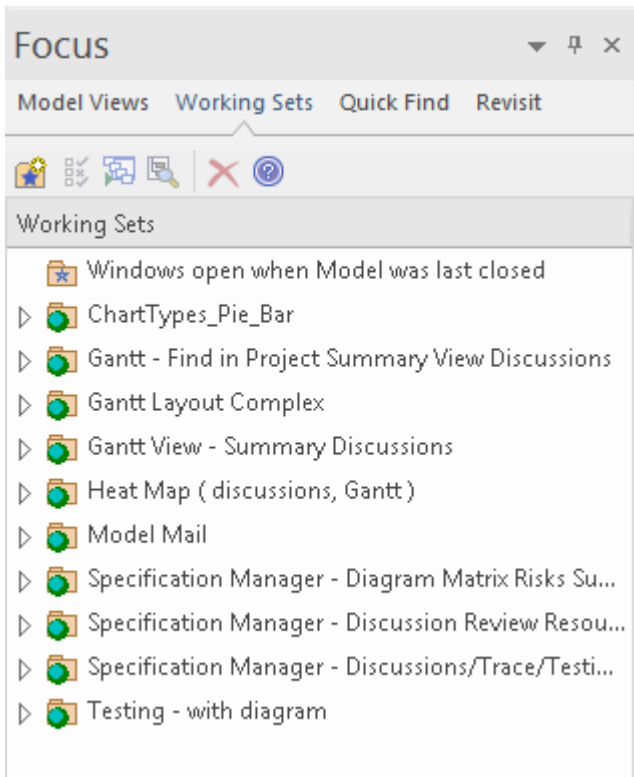 Focus
Model Views Working Sets Quick Find Revisit
Working Sets
Windows open when Model was last closed
ChartTypes_Pie_Bar
Gantt - Find in Project Summary View Discussions
Gantt Layout Complex
Gantt View - Summary Discussions
Heat Map ( discussions, Gantt )
Model Mail
Specification Manager - Diagram Matrix Risks Su...
Specification Manager - Discussion Review Resou...
Specification Manager - Discussions/Trace/Testi...
Testing - with diagram